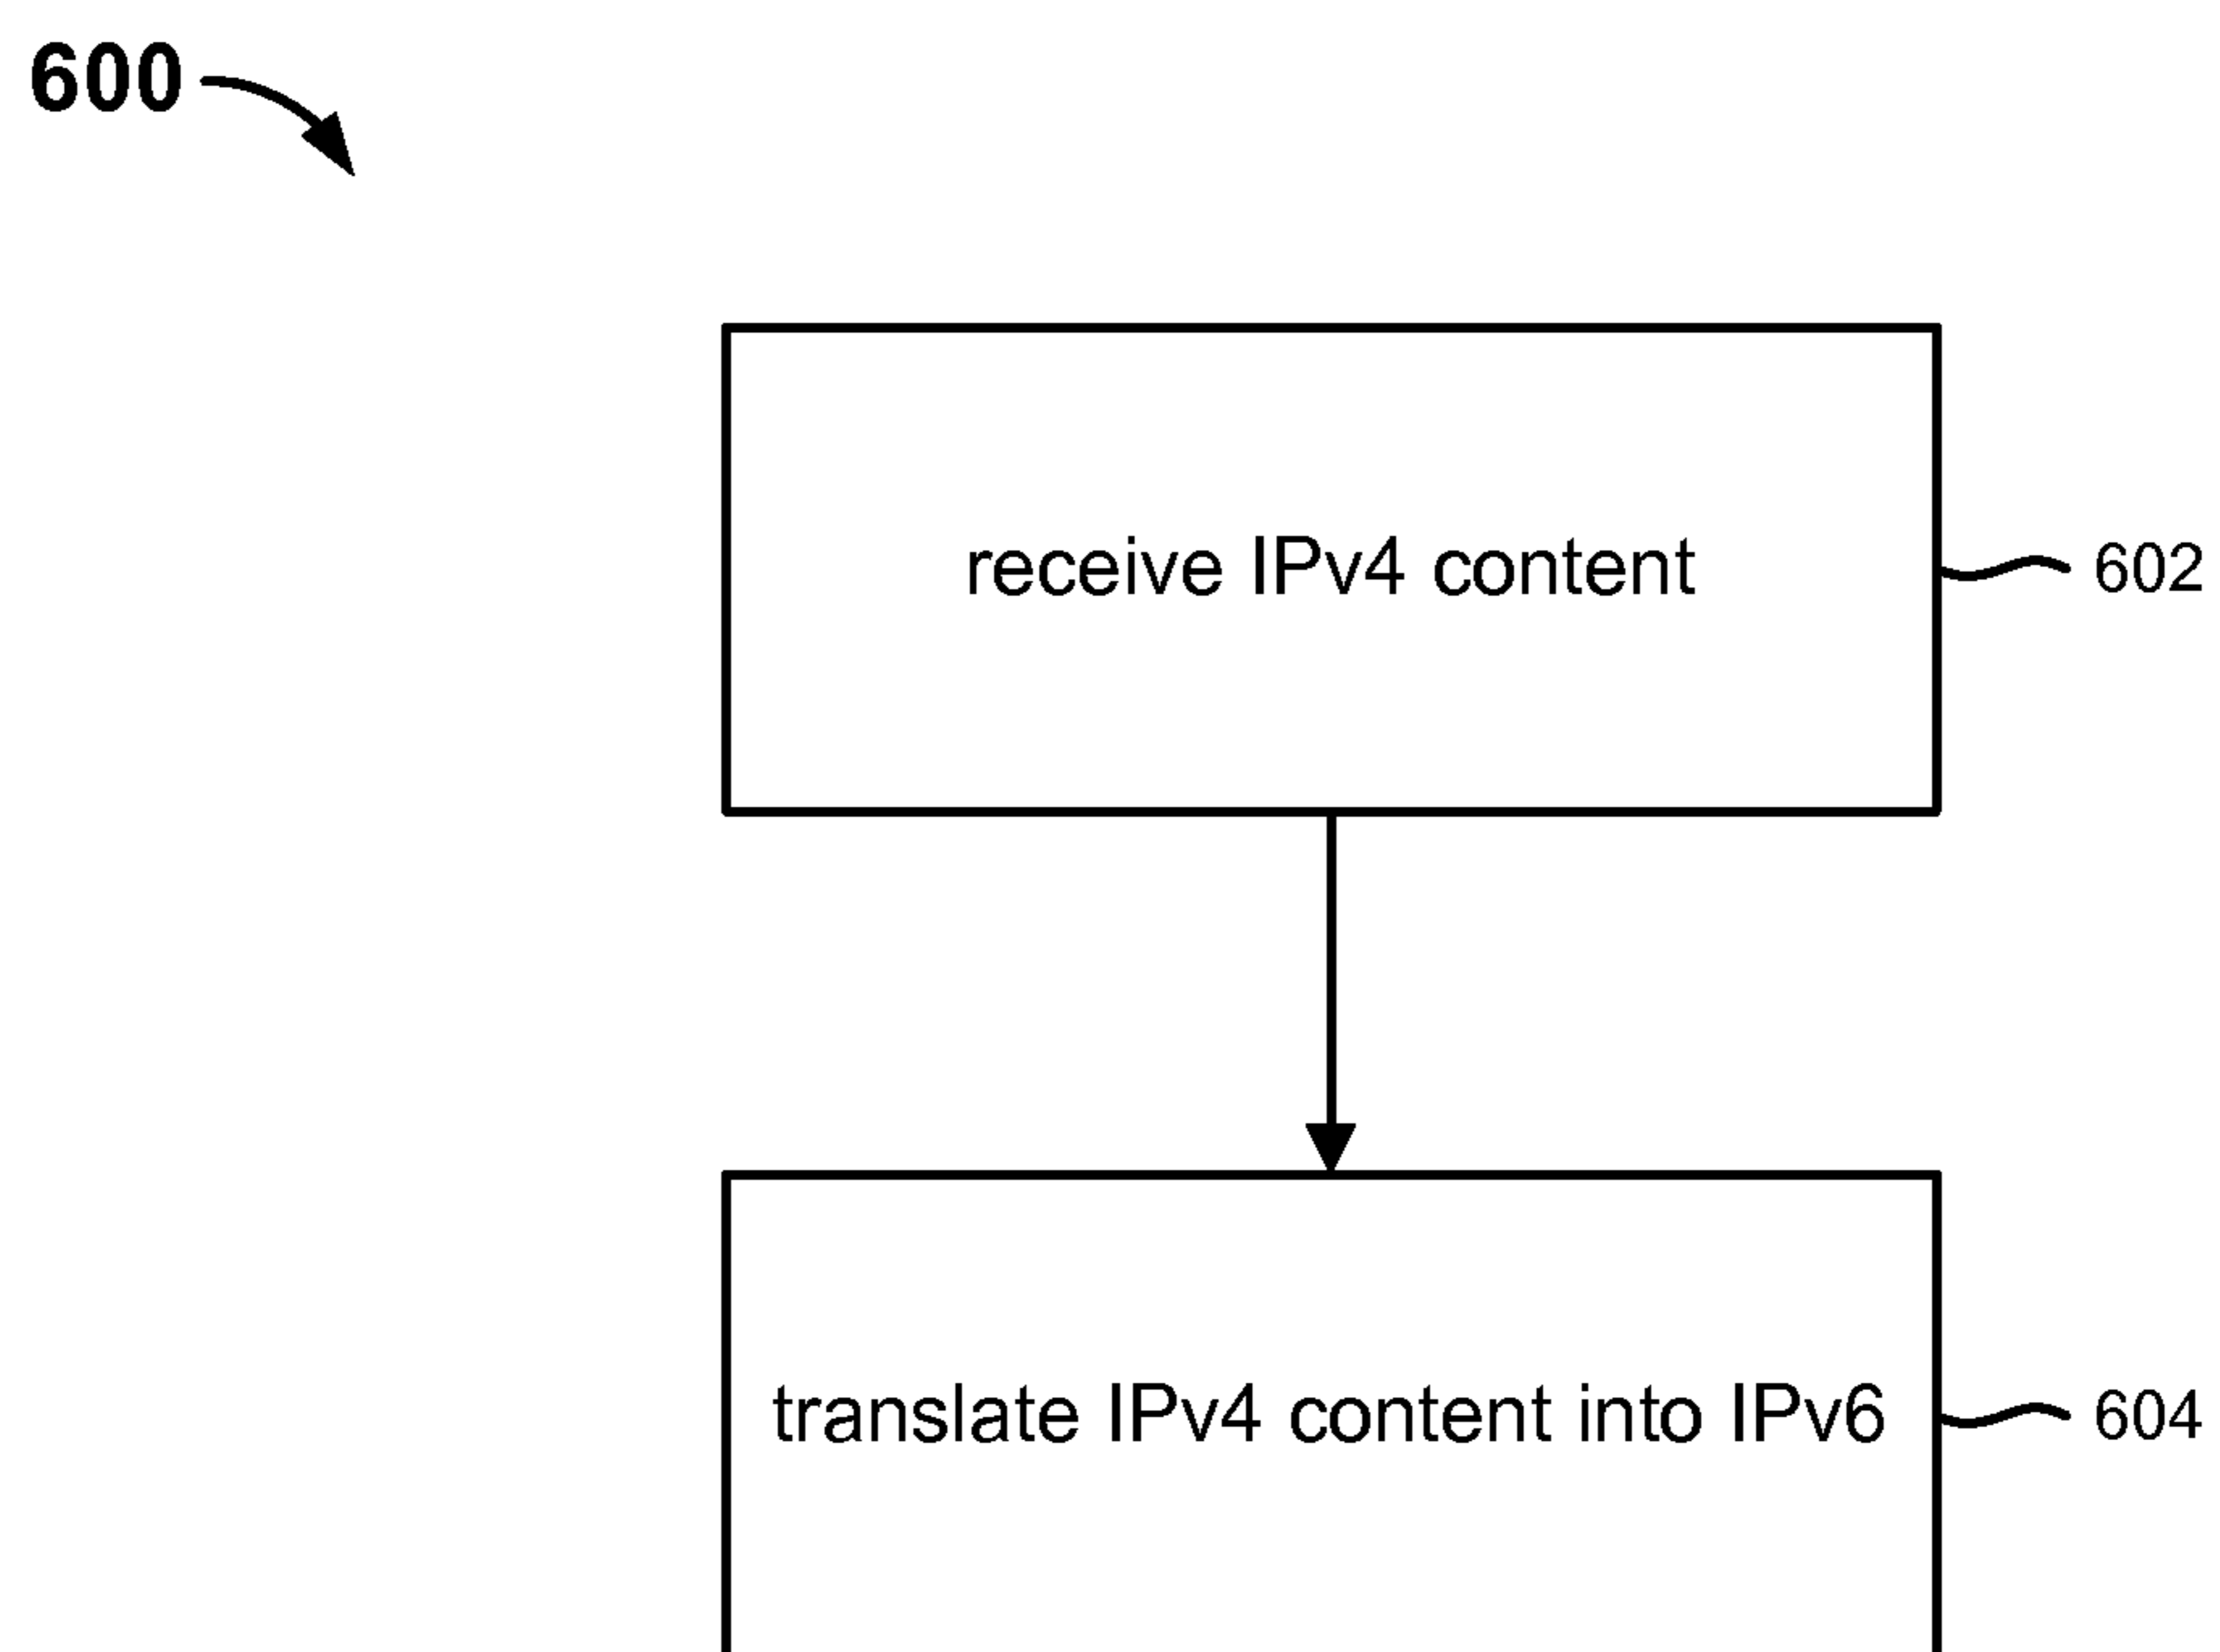 600
receive IPv4 content
602
translate IPv4 content into IPv6
604